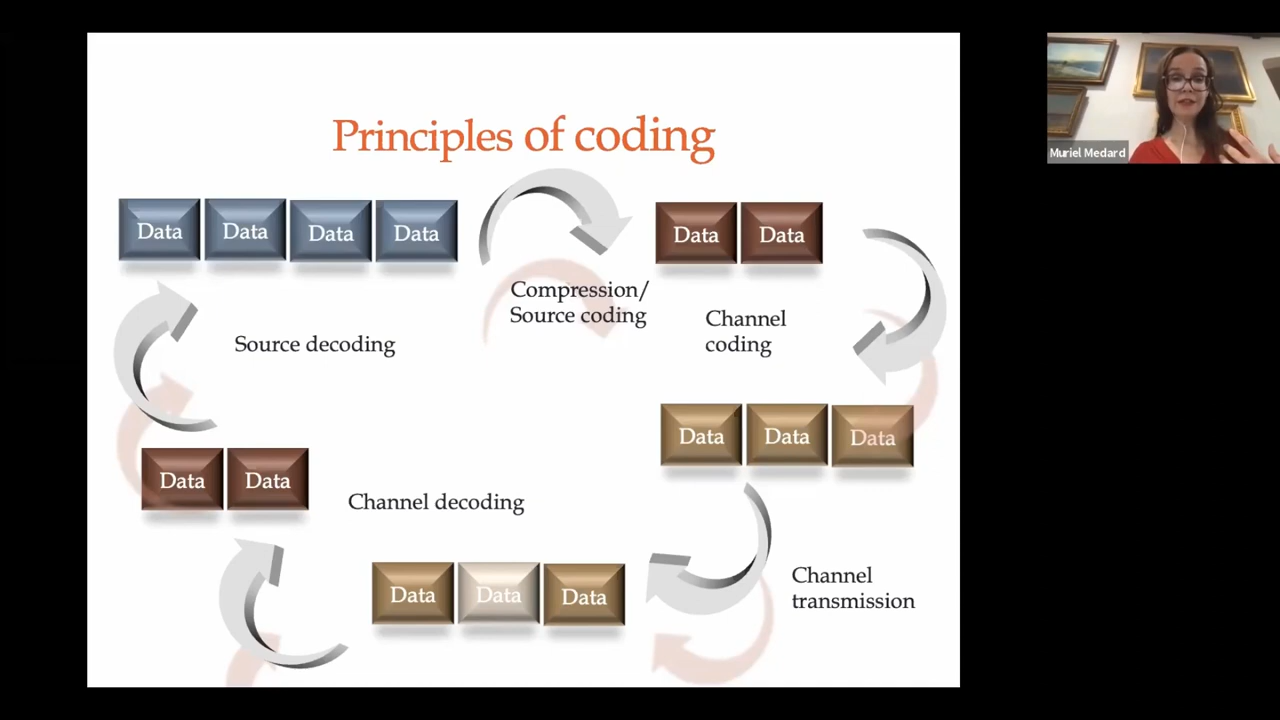 Principles of coding
Data Data Data Data
Data Data
Compression/
Source coding
Channel
coding
Source decoding
Data Data Data
Data Data
Channel decoding
Data Data Data
Channel
transmission
Muriel Medard